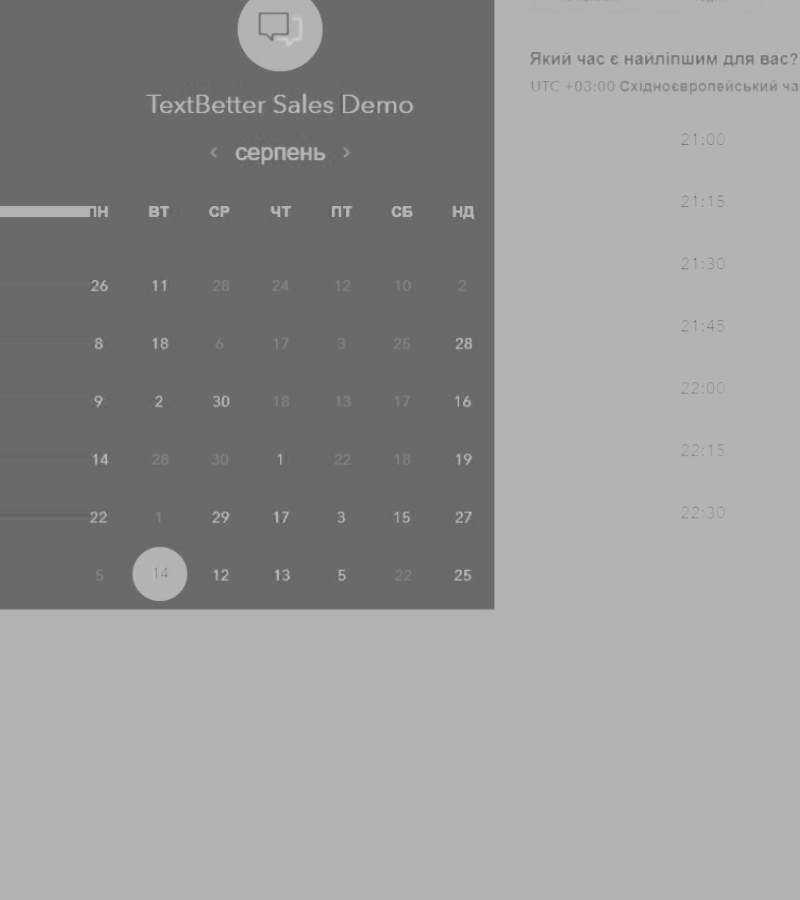 TextBetter Sales Demo
серпень
ПН ВТ СР ЧТ ПТ СБ НД
26 11 28 24 12 10 2
8 18 6 17 3 25 28
9 2 30 18 13 17 16
14 28 30 1 22 18 19
22 1 29 17 3 15 27
5 14 12 13 5 22 25
Який час є найліпшим для вас?
UTC +03:00 Східноєвропейський ча
21:00
21:15
21:30
21:45
22:00
22:15
22:30